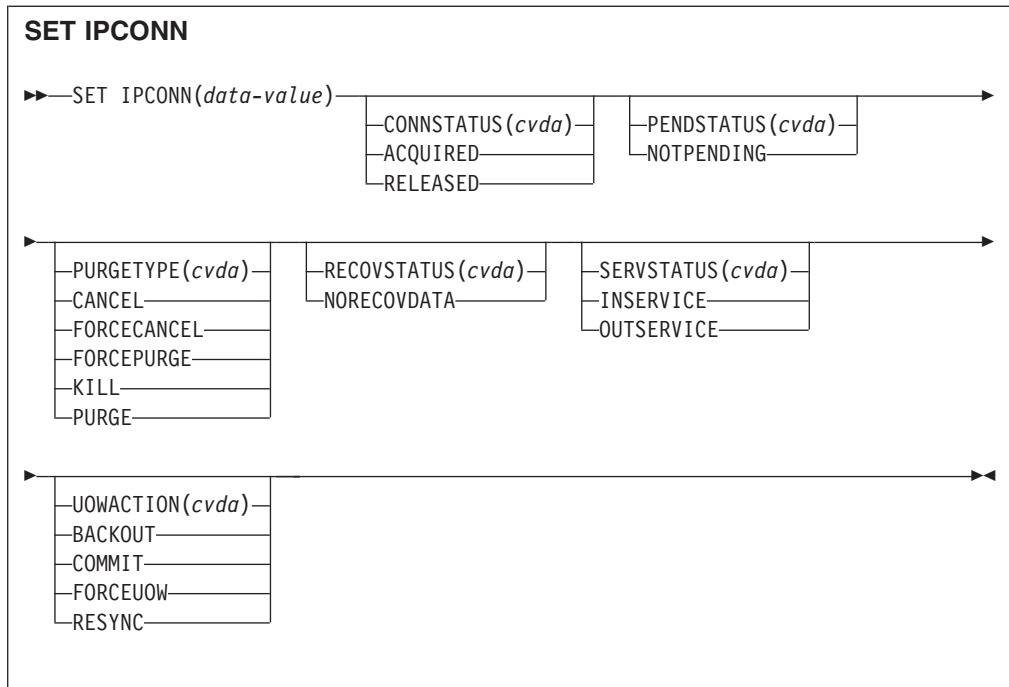 SET IPCONN
SET IPCONN(data-value)
CONNSTATUS(cvda)
ACQUIRED
RELEASED
PENDSTATUS(cvda)
NOTPENDING
PURGETYPE(cvda)
CANCEL
FORCECANCEL
FORCEPURGE
KILL
PURGE
RECOVSTATUS(cvda)
NORECOVDATA
SERVSTATUS(cvda)
INSERVICE
OUTSERVICE
UOWACTION(cvda)
BACKOUT
COMMIT
FORCEUOW
RESYNC